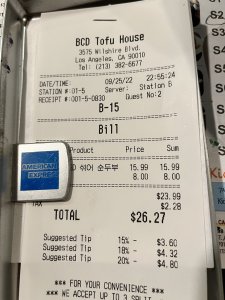 BCD Tofu House
3575 Wilshire Blvd.
Los Angeles, CA 90010
Tel: (213) 382-6677
DATE/TIME: 09/25/22 22:55:24
STATION #:01-5 Server: Station B
RECEIPT #:001-5-0830 Guest No:2
B-15
Bill
Product Price Sum
순두부 15.99 15.99
8.00 8.00
AMERICAN EXPRESS
$23.99
TAX $2.28
TOTAL $26.27
Suggested Tip 15% - $3.60
Suggested Tip 18% - $4.32
Suggested Tip 20% - $4.80
*** FOR YOUR CONVENIENCE ***
WE ACCEPT UP TO 3 SPLIT